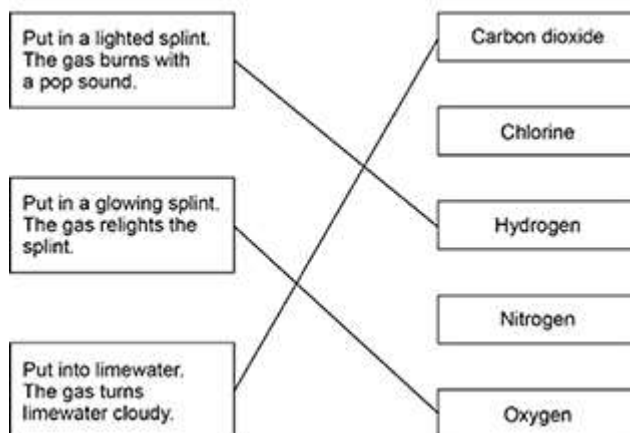 Put in a lighted splint.
The gas burns with
a pop sound.
Put in a glowing splint.
The gas relights the
splint.
Put into limewater.
The gas turns
limewater cloudy.
Carbon dioxide
Chlorine
Hydrogen
Nitrogen
Oxygen